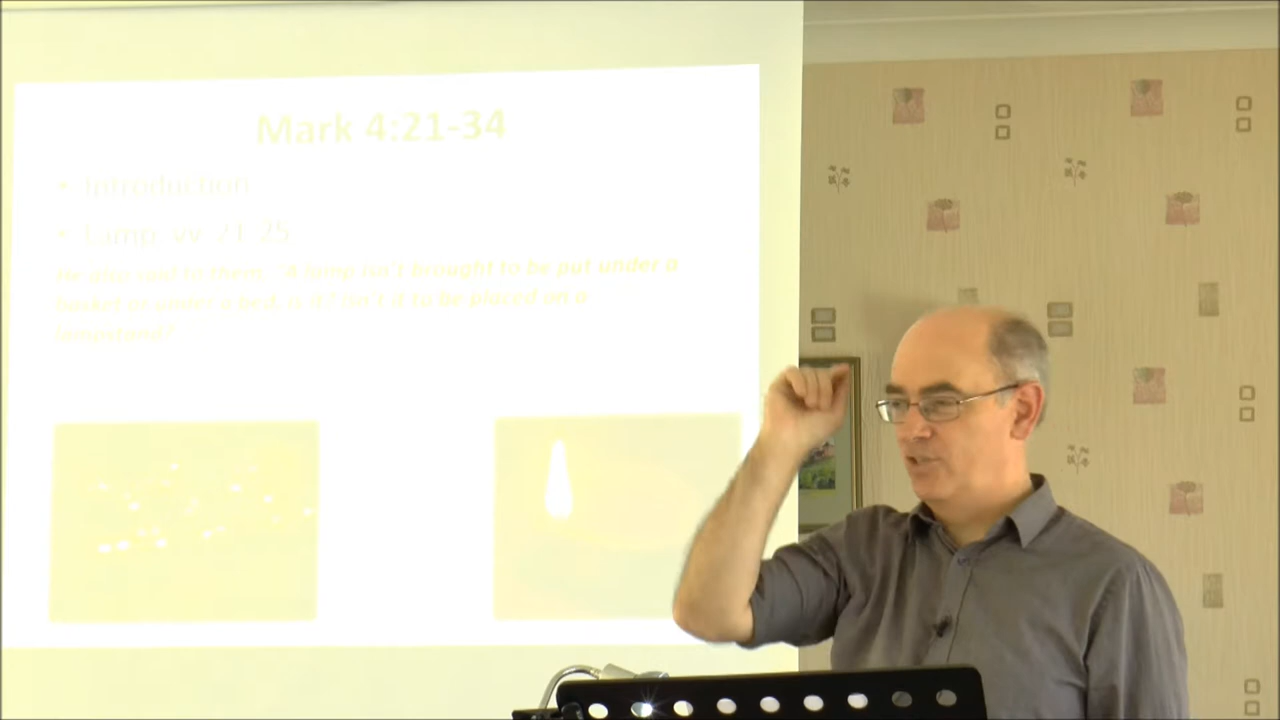 Mark 4:21-34
• Introduction
• Lamp vv. 21-25
He also said to them, "A lamp isn't brought to be put under a
basket or under a bed, is it? Isn't it to be placed on a
lampstand?